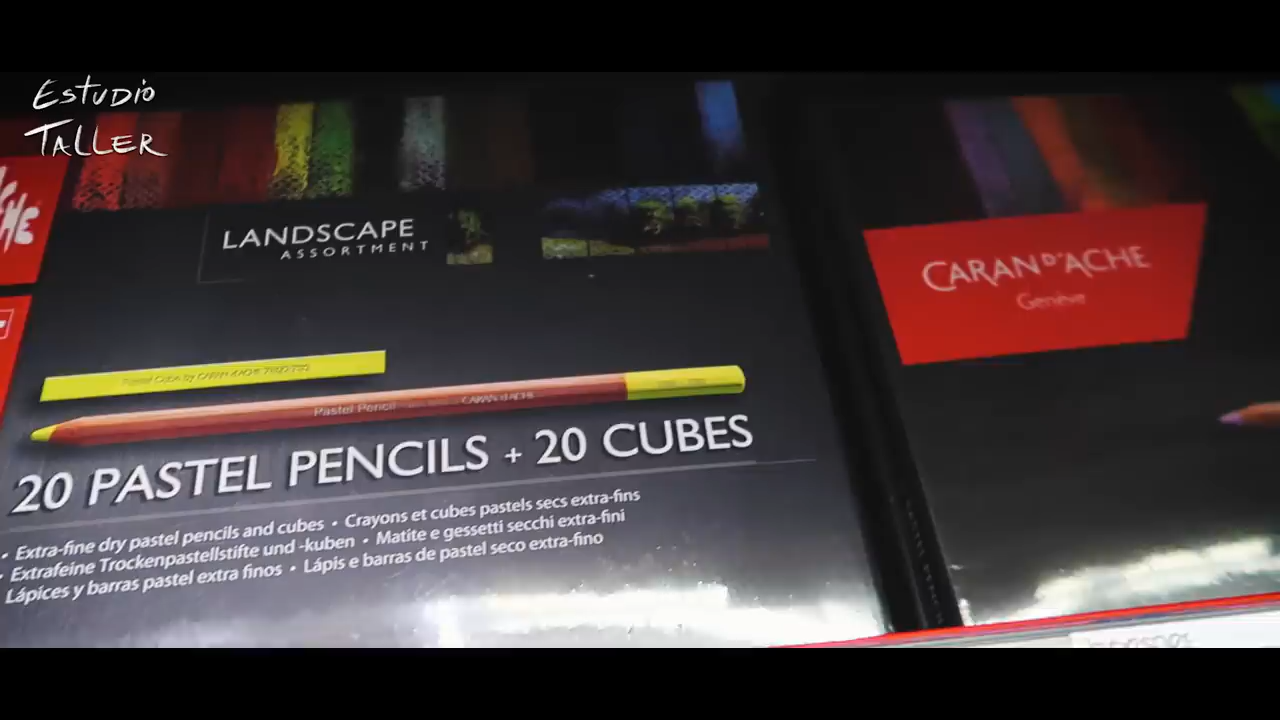 Estudio
Taller
LANDSCAPE
ASSORTMENT
CARAN D'ACHE
Genève
Pastel Pencil
CARAN d'ACHE
20 PASTEL PENCILS + 20 CUBES
• Extra-fine dry pastel pencils and cubes • Crayons et cubes pastels secs extra-fins
• Extrafeine Trockenpastellstifte und -kuben • Matite e gessetti secchi extra-fini
Lápices y barras pastel extra finos • Lápis e barras de pastel seco extra-fino